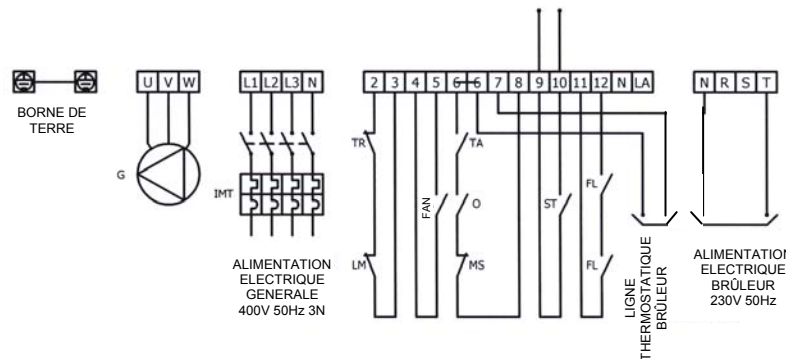 U V W
L1 L2 L3 N
2 3 4 5 6 6 7 8 9 10 11 12 N LA
N R S T
BORNE DE
TERRE
G
IMT
TR
LM
FAN
TA
O
MS
ST
FL
FL
ALIMENTATION
ELECTRIQUE
GENERALE
400V 50Hz 3N
LIGNE
THERMOSTATIQUE
BRÛLEUR
ALIMENTATION
ELECTRIQUE
BRÛLEUR
230V 50Hz